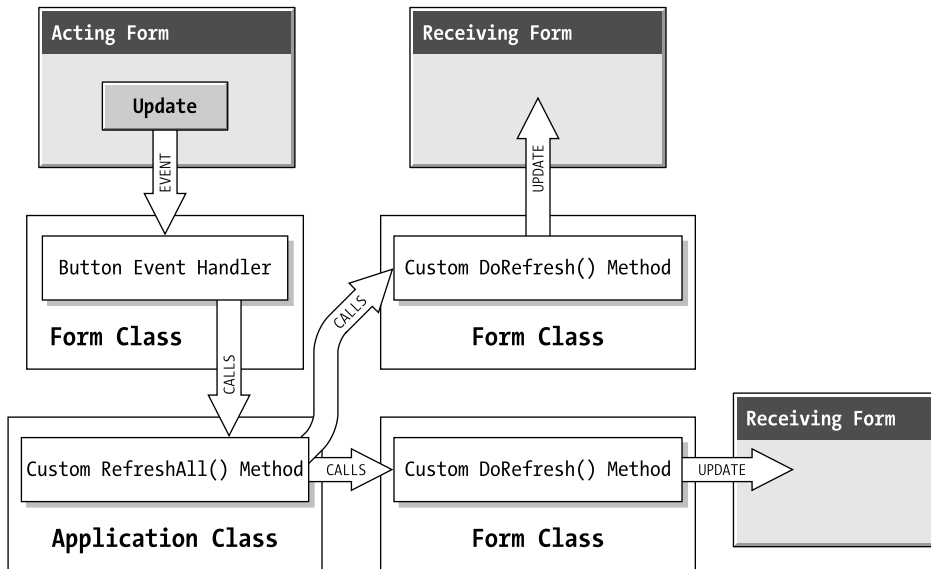 Acting Form
Receiving Form
Update
EVENT
UPDATE
Button Event Handler
Custom DoRefresh() Method
CALLS
Form Class
Form Class
CALLS
Receiving Form
Custom RefreshAll() Method
CALLS
Custom DoRefresh() Method
UPDATE
Application Class
Form Class